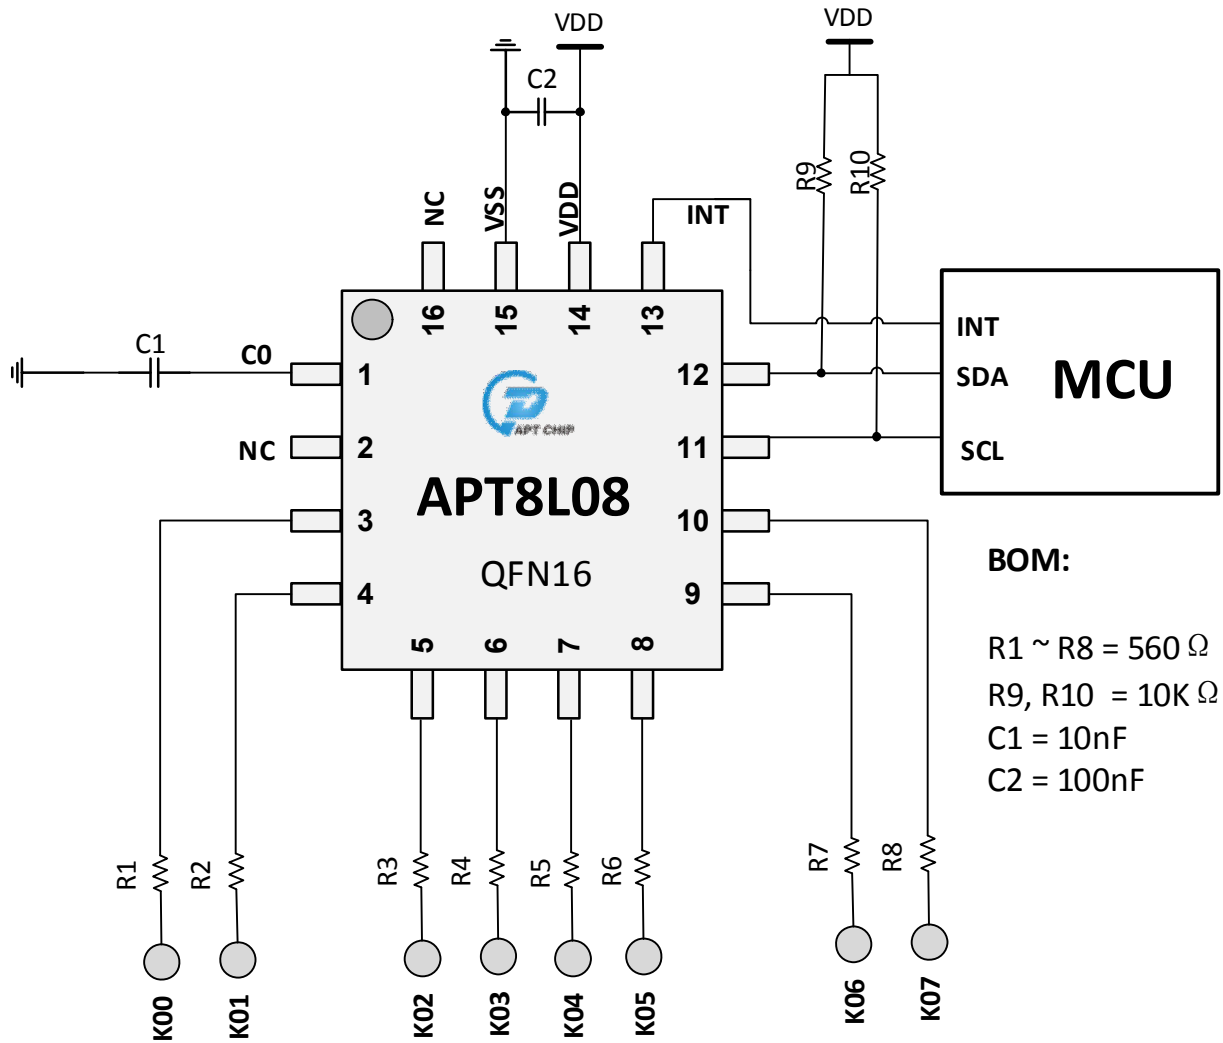 VDD
VDD
C2
R9
R10
NC
VSS
VDD
INT
16
15
14
13
C1
C0
1
12
INT
SDA
MCU
APT CHIP
NC
2
11
SCL
APT8L08
3
10
QFN16
4
9
BOM:
5
6
7
8
R1 ~ R8 = 560 Ω
R9, R10 = 10K Ω
C1 = 10nF
C2 = 100nF
R1
R2
R3
R4
R5
R6
R7
R8
K00
K01
K02
K03
K04
K05
K06
K07